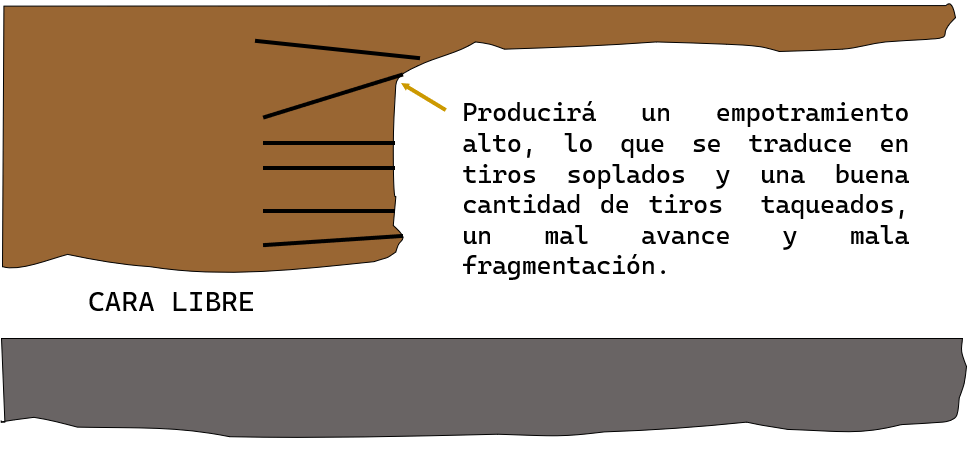 Producirá un empotramiento
alto, lo que se traduce en
tiros soplados y una buena
cantidad de tiros taqueados,
un mal avance y mala
fragmentación.
CARA LIBRE